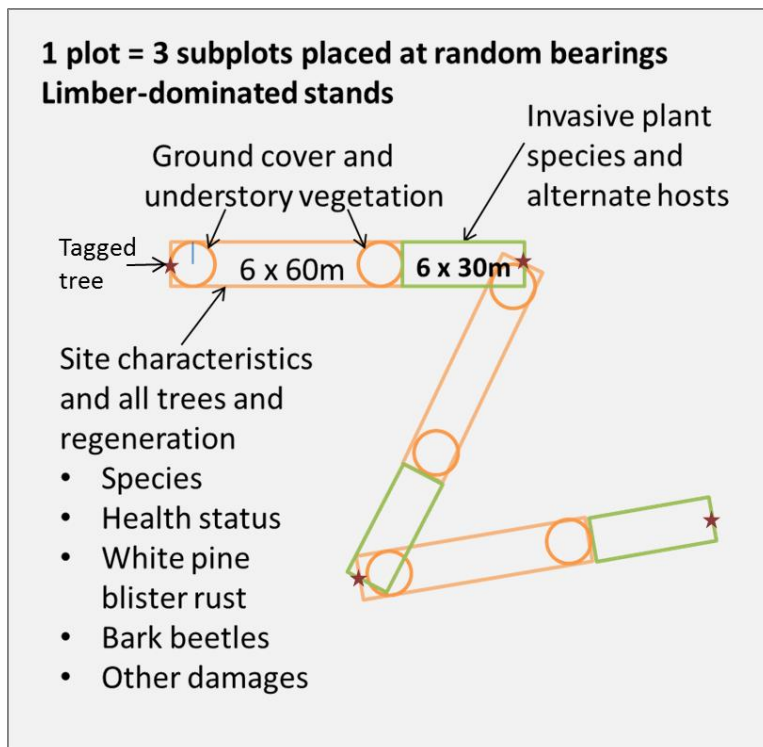 1 plot = 3 subplots placed at random bearings
Limber-dominated stands
Invasive plant
species and
alternate hosts
Ground cover and
understory vegetation
Tagged
tree
6 x 60m
6 x 30m
Site characteristics
and all trees and
regeneration
• Species
• Health status
• White pine
blister rust
• Bark beetles
• Other damages